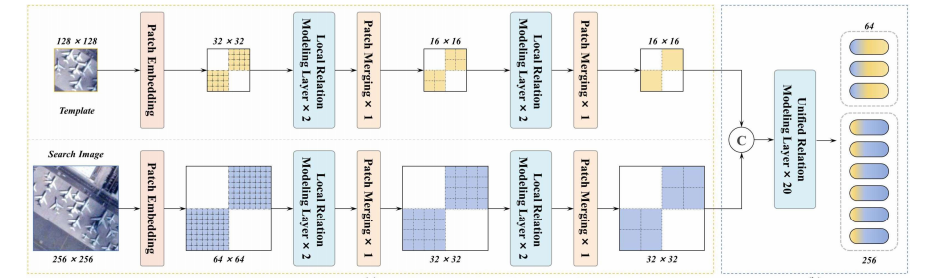 128 × 128
Template
Patch Embedding
32 × 32
Local Relation
Modeling Layer × 2
Patch Merging × 1
16 × 16
Local Relation
Modeling Layer × 2
Patch Merging × 1
16 × 16
Search Image
256 × 256
Patch Embedding
64 × 64
Local Relation
Modeling Layer × 2
Patch Merging × 1
32 × 32
Local Relation
Modeling Layer × 2
Patch Merging × 1
32 × 32
C
Unified Relation
Modeling Layer × 20
64
256